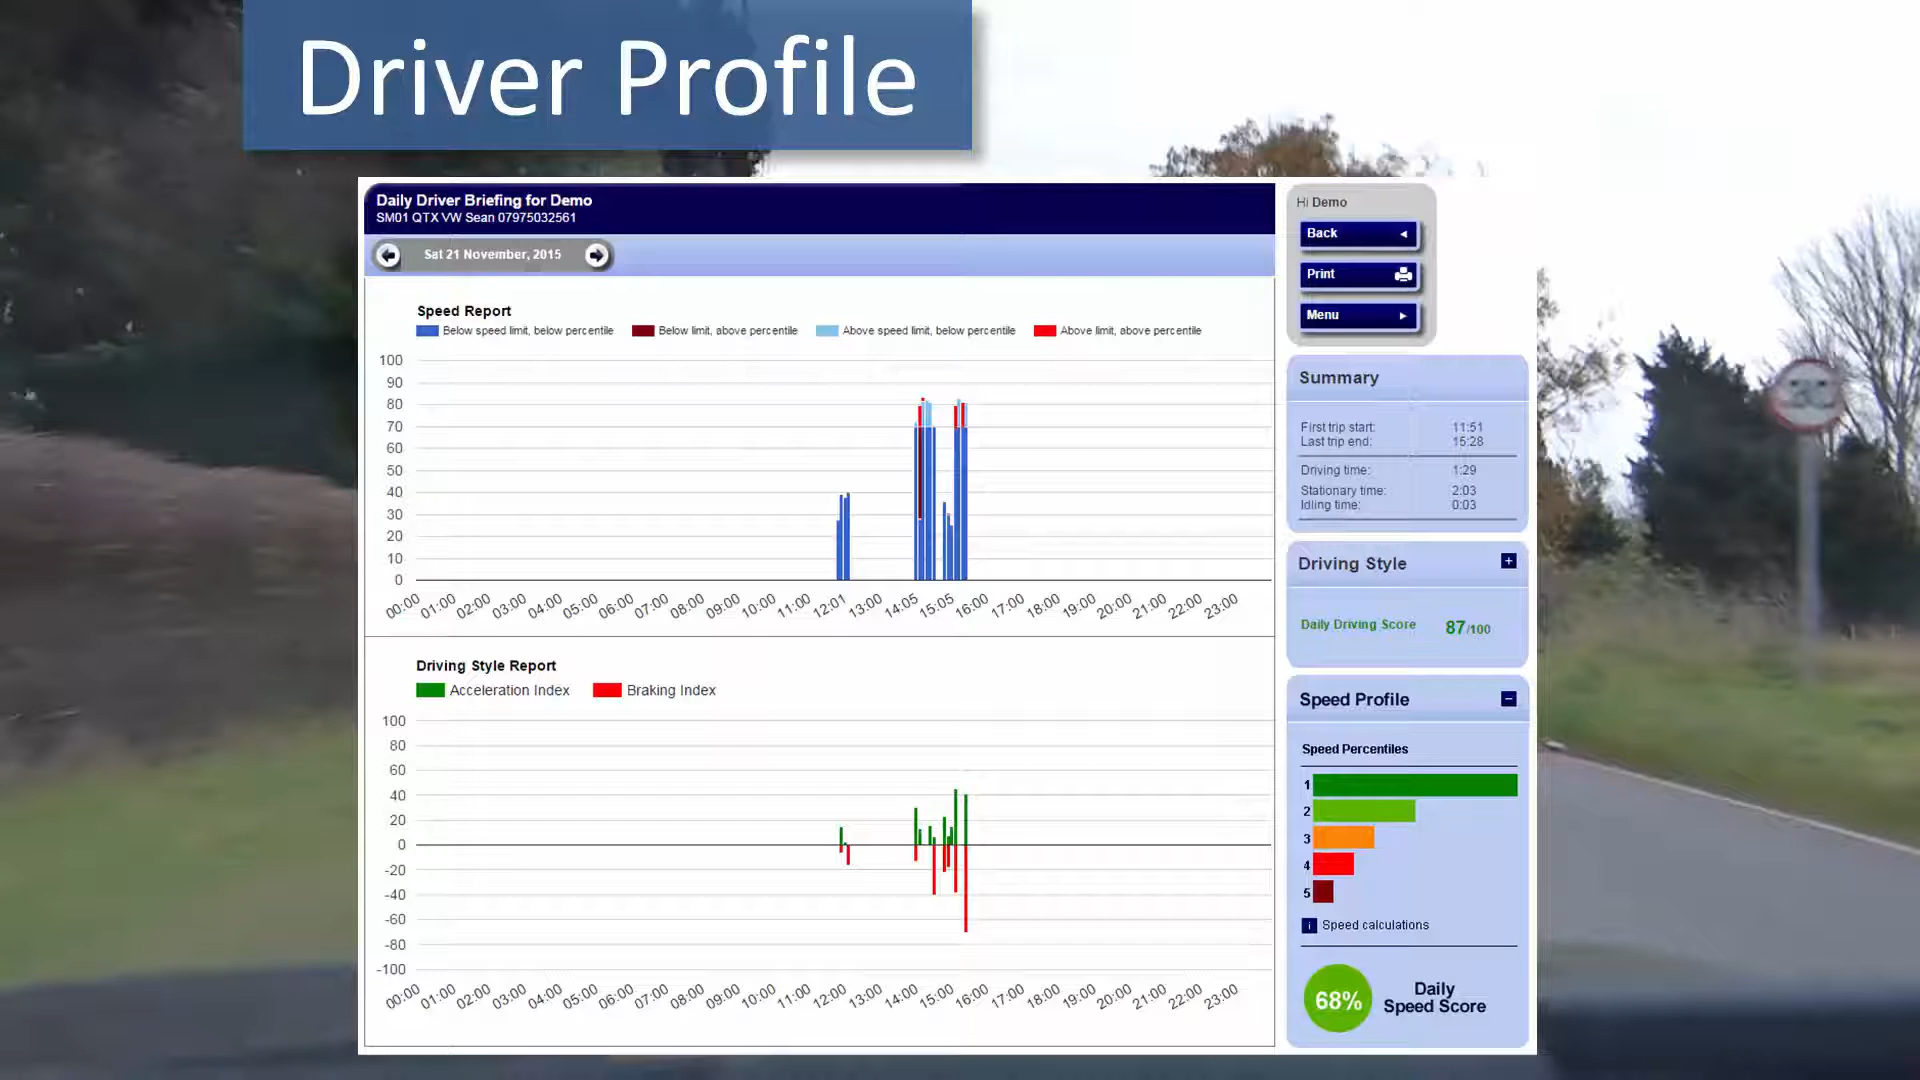 Driver Profile
Daily Driver Briefing for Demo
SM01 QTX VW Sean 07975032561
Sat 21 November, 2015
Speed Report
Below speed limit, below percentile Below limit, above percentile Above speed limit, below percentile Above limit, above percentile
100
90
80
70
60
50
40
30
20
10
0
00:00 01:00 02:00 03:00 04:00 05:00 06:00 07:00 08:00 09:00 10:00 11:00 12:01 13:00 14:05 15:05 16:00 17:00 18:00 19:00 20:00 21:00 22:00 23:00
Driving Style Report
Acceleration Index Braking Index
100
80
60
40
20
0
-20
-40
-60
-80
-100
00:00 01:00 02:00 03:00 04:00 05:00 06:00 07:00 08:00 09:00 10:00 11:00 12:00 13:00 14:00 15:00 16:00 17:00 18:00 19:00 20:00 21:00 22:00 23:00
Hi Demo
Back
Print
Menu
Summary
First trip start: 11:51
Last trip end: 15:28
Driving time: 1:29
Stationary time: 2:03
Idling time: 0:03
Driving Style +
Daily Driving Score 87/100
Speed Profile −
Speed Percentiles
1
2
3
4
5
i Speed calculations
68% Daily
Speed Score